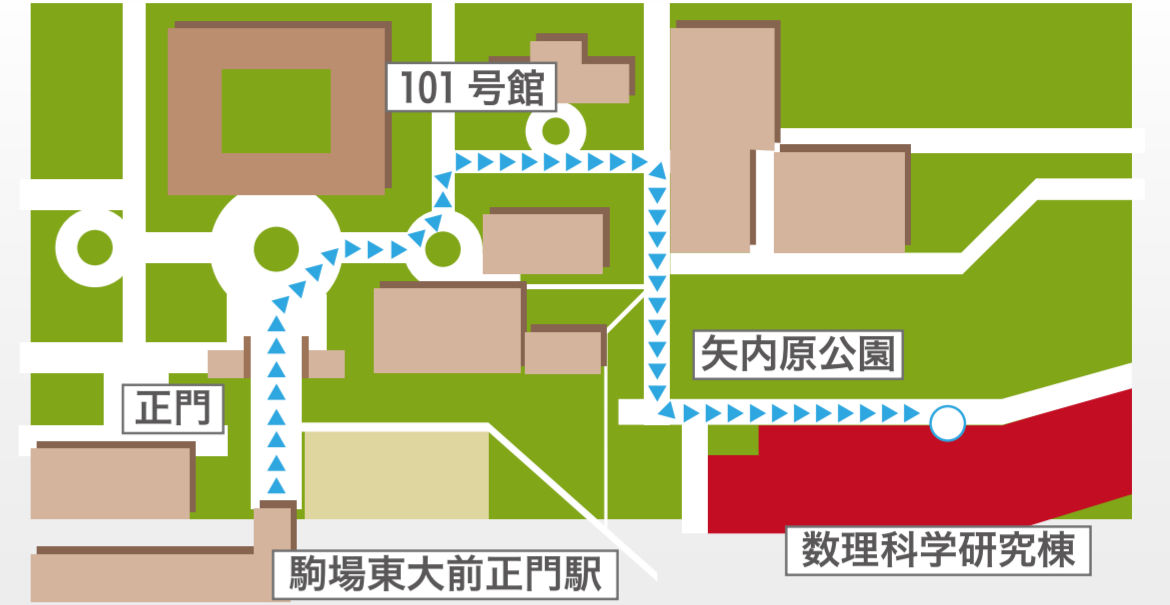 101 号館
矢内原公園
正門
数理科学研究棟
駒場東大前正門駅